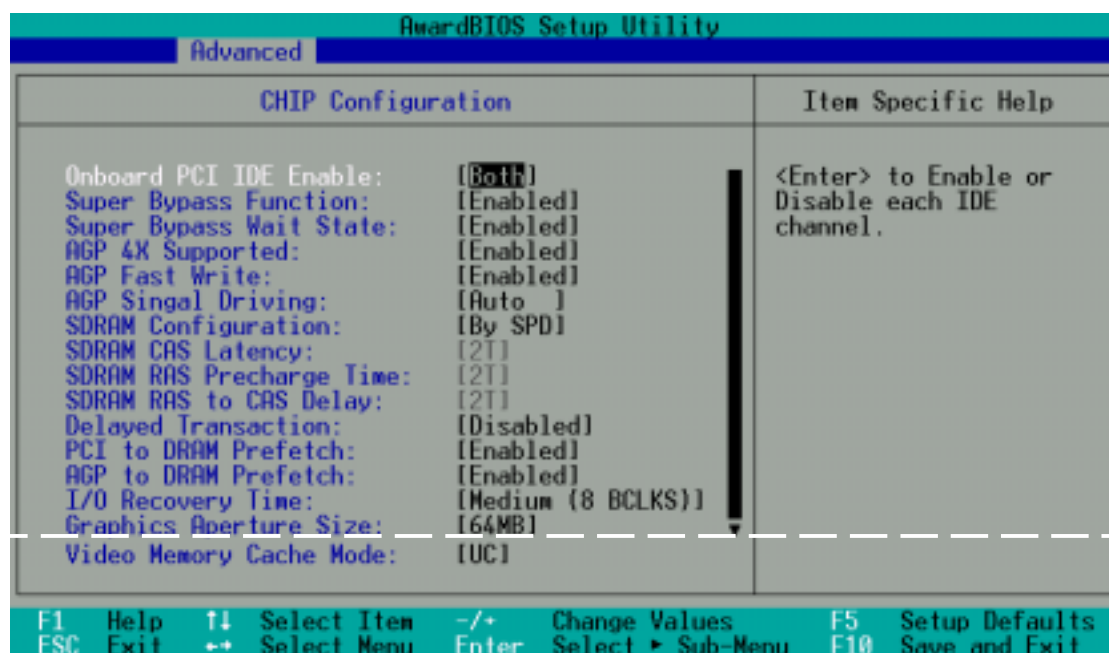 AwardBIOS Setup Utility
Advanced
CHIP Configuration
Item Specific Help
Onboard PCI IDE Enable: [Both]
Super Bypass Function: [Enabled]
Super Bypass Wait State: [Enabled]
AGP 4X Supported: [Enabled]
AGP Fast Write: [Enabled]
AGP Singal Driving: [Auto ]
SDRAM Configuration: [By SPD]
SDRAM CAS Latency: [2T]
SDRAM RAS Precharge Time: [2T]
SDRAM RAS to CAS Delay: [2T]
Delayed Transaction: [Disabled]
PCI to DRAM Prefetch: [Enabled]
AGP to DRAM Prefetch: [Enabled]
I/O Recovery Time: [Medium (8 BCLKS)]
Graphics Aperture Size: [64MB]
Video Memory Cache Mode: [UC]
<Enter> to Enable or
Disable each IDE
channel.
F1 Help ↑↓ Select Item -/+ Change Values F5 Setup Defaults
ESC Exit ←→ Select Menu Enter Select ► Sub-Menu F10 Save and Exit